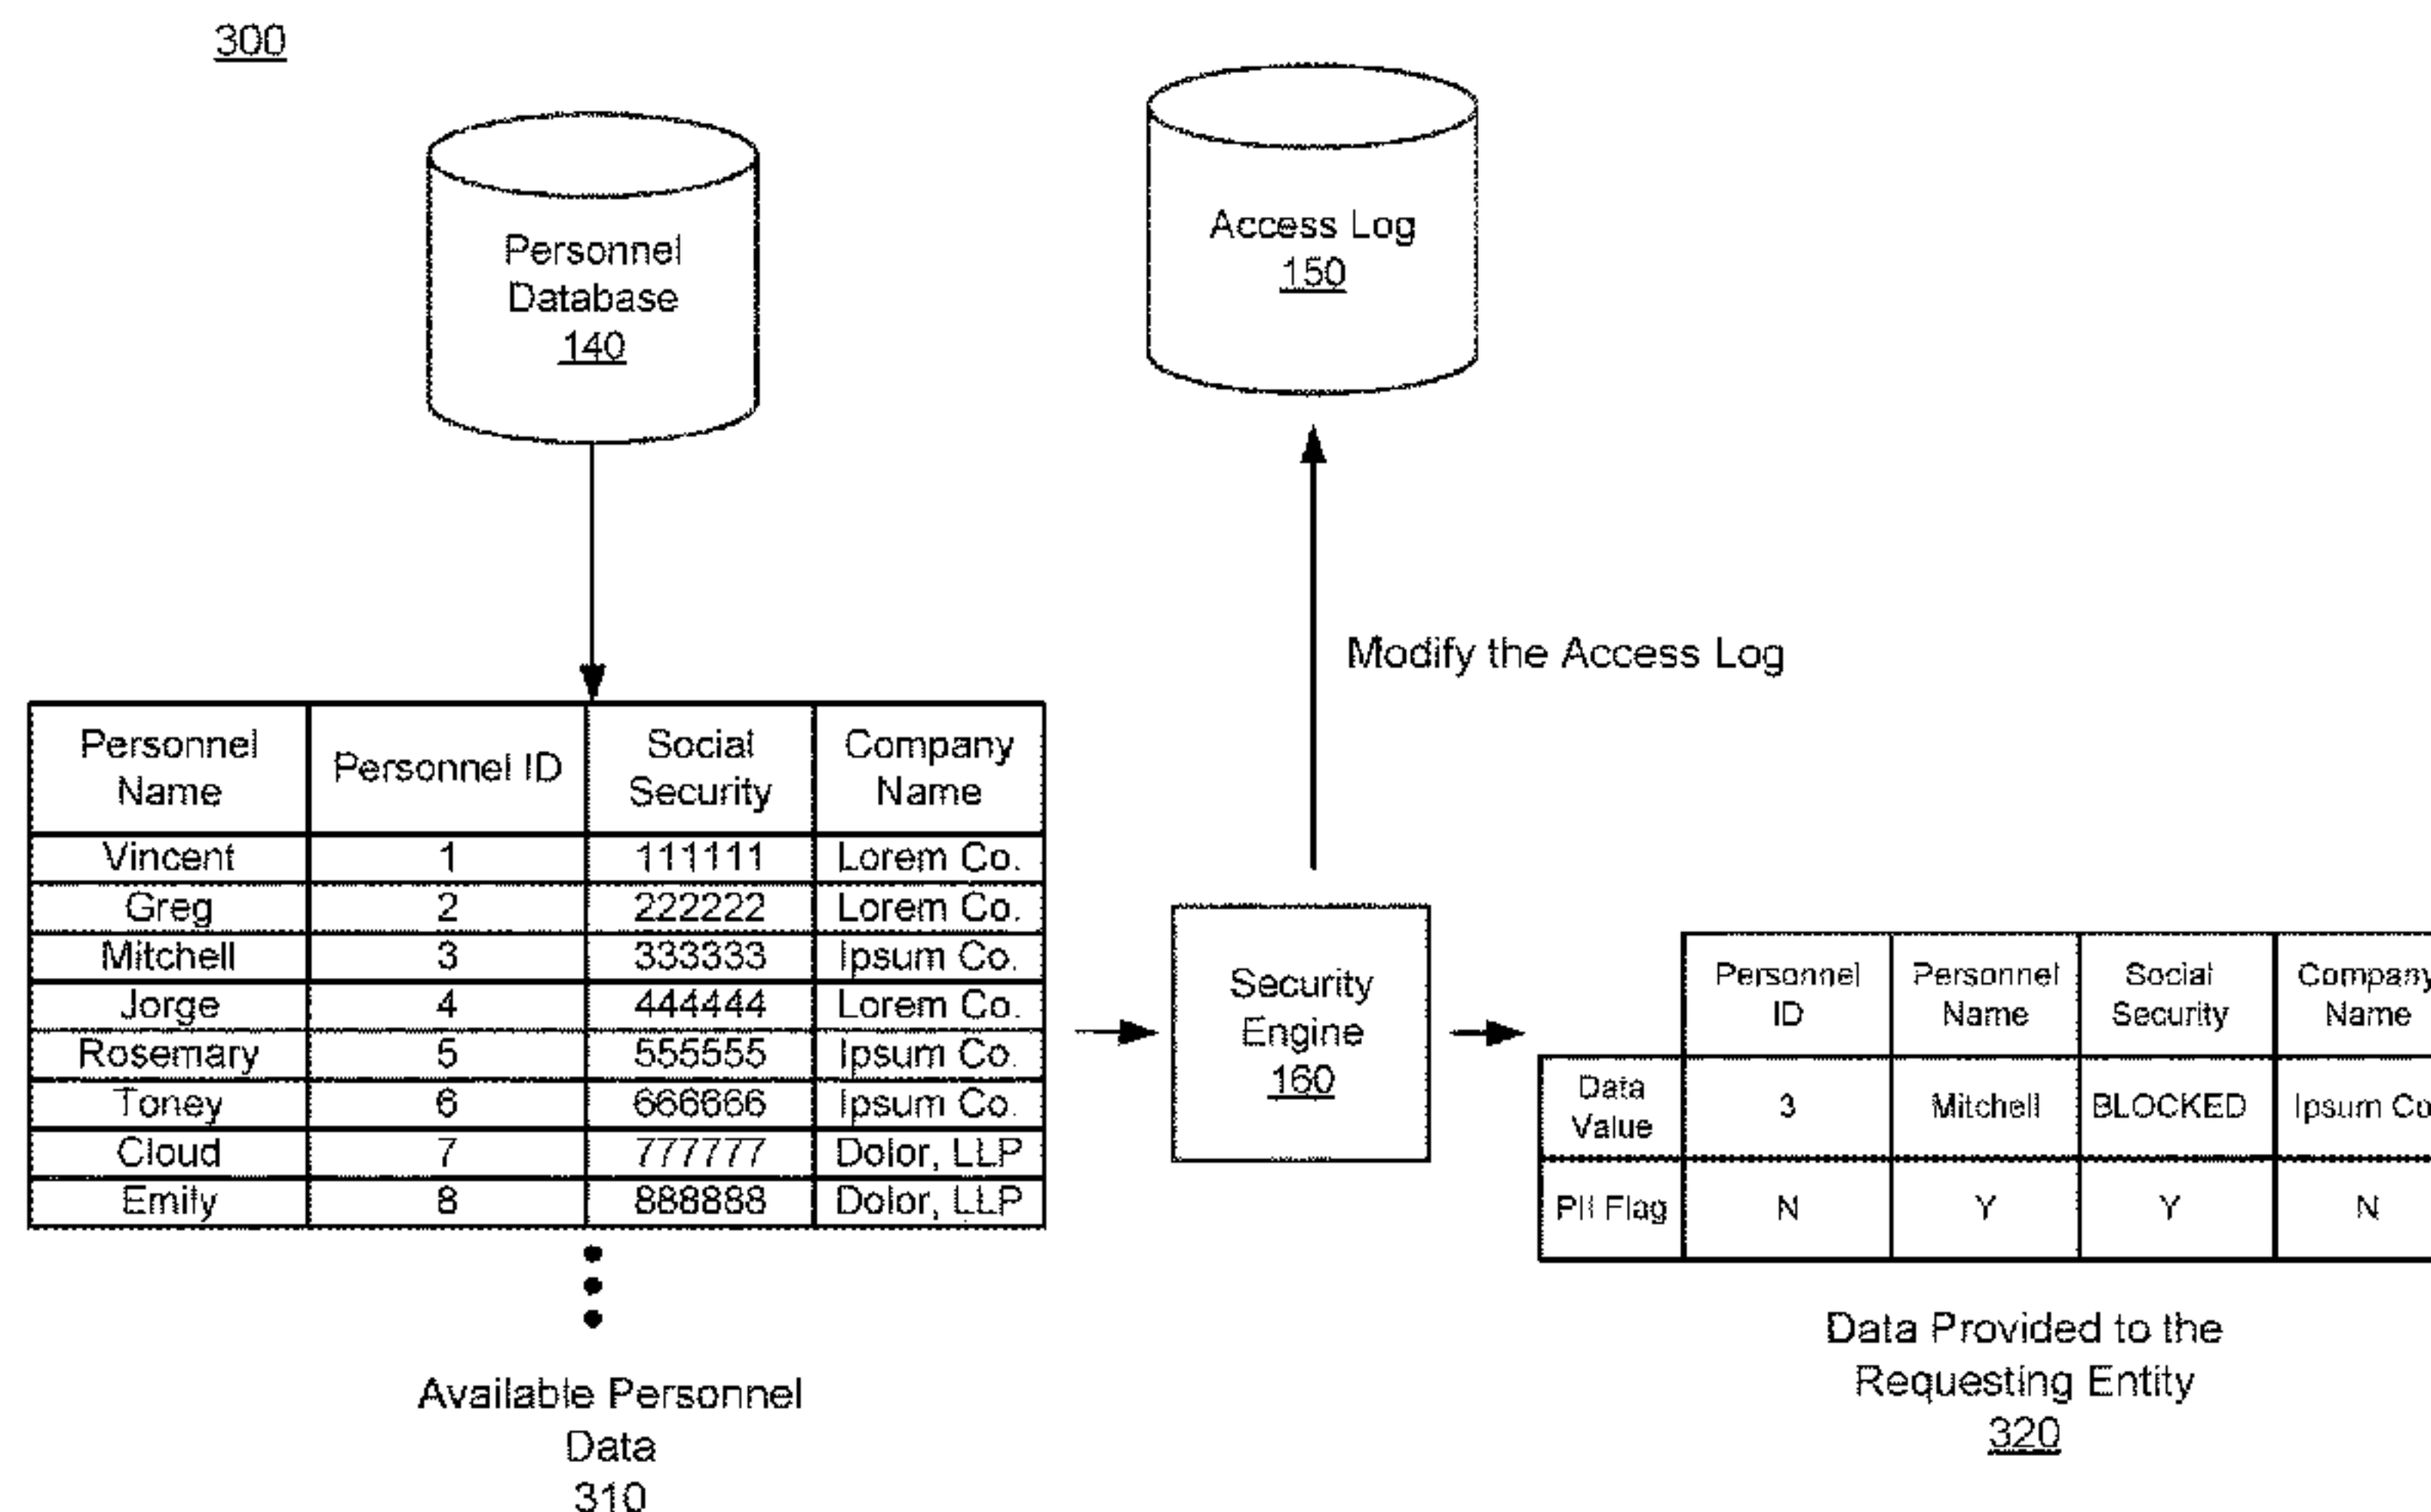 300
Personnel
Database
140
Access Log
150
Modify the Access Log
Personnel Name Personnel ID Social Security Company Name
Vincent 1 111111 Lorem Co.
Greg 2 222222 Lorem Co.
Mitchell 3 333333 Ipsum Co.
Jorge 4 444444 Lorem Co.
Rosemary 5 555555 Ipsum Co.
Toney 6 666666 Ipsum Co.
Cloud 7 777777 Dolor, LLP
Emily 8 888888 Dolor, LLP
Available Personnel
Data
310
Security
Engine
160
Personnel ID Personnel Name Social Security Company Name
Data Value 3 Mitchell BLOCKED Ipsum Co
PII Flag N Y Y N
Data Provided to the
Requesting Entity
320